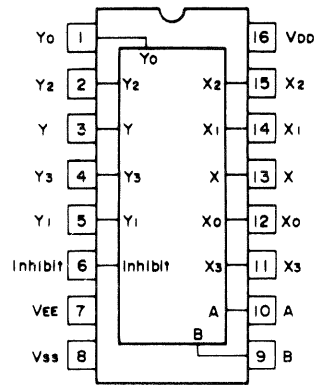 Y0 1 16 VDD
Y0
Y2 2 Y2 X2 15 X2
Y 3 Y X1 14 X1
Y3 4 Y3 X 13 X
Y1 5 Y1 X0 12 X0
Inhibit 6 Inhibit X3 11 X3
VEE 7 A 10 A
B
VSS 8 9 B